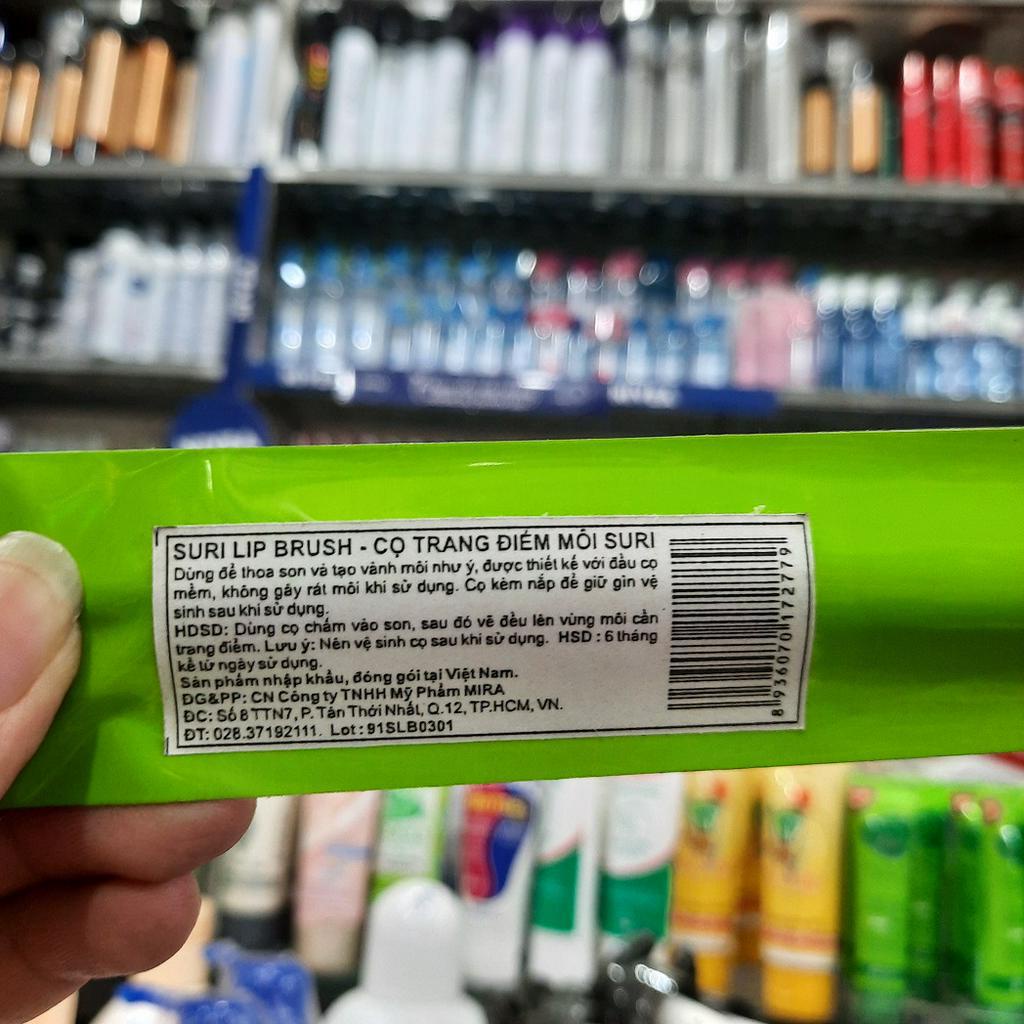 SURI LIP BRUSH - CỌ TRANG ĐIỂM MÔI SURI
Dùng để thoa son và tạo vành môi như ý, được thiết kế với đầu cọ
mềm, không gây rát môi khi sử dụng. Cọ kèm nắp để giữ gìn vệ
sinh sau khi sử dụng.
HDSD: Dùng cọ chấm vào son, sau đó vẽ đều lên vùng môi cần
trang điểm. Lưu ý: Nên vệ sinh cọ sau khi sử dụng. HSD : 6 tháng
kể từ ngày sử dụng.
Sản phẩm nhập khẩu, đóng gói tại Việt Nam.
ĐG&PP: CN Công ty TNHH Mỹ Phẩm MIRA
ĐC: Số 8 TTN7, P. Tân Thới Nhất, Q.12, TP.HCM, VN.
ĐT: 028.37192111. Lot: 91SLB0301
8936070172779